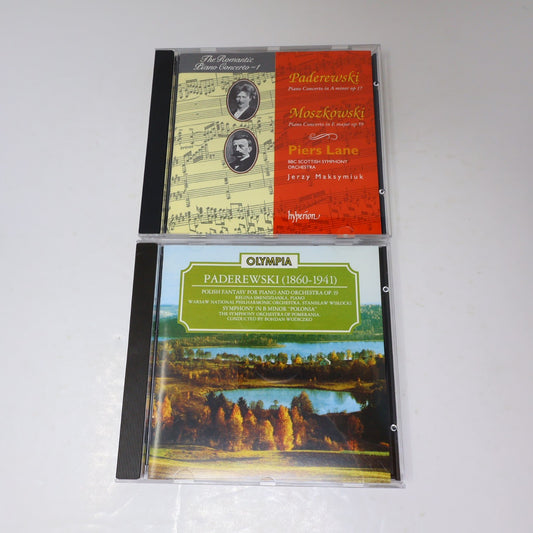 The Romantic
Piano Concerto – 1
Paderewski
Piano Concerto in A minor op 17
Moszkowski
Piano Concerto in E major op 59
Piers Lane
BBC SCOTTISH SYMPHONY
ORCHESTRA
Jerzy Maksymiuk
hyperion
OLYMPIA
PADEREWSKI (1860-1941)
POLISH FANTASY FOR PIANO AND ORCHESTRA OP. 19
REGINA SMENDZIANKA, PIANO
WARSAW NATIONAL PHILHARMONIC ORCHESTRA, STANISLAW WISLOCKI
SYMPHONY IN B MINOR "POLONIA"
THE SYMPHONY ORCHESTRA OF POMERANIA
CONDUCTED BY BOHDAN WODICZKO